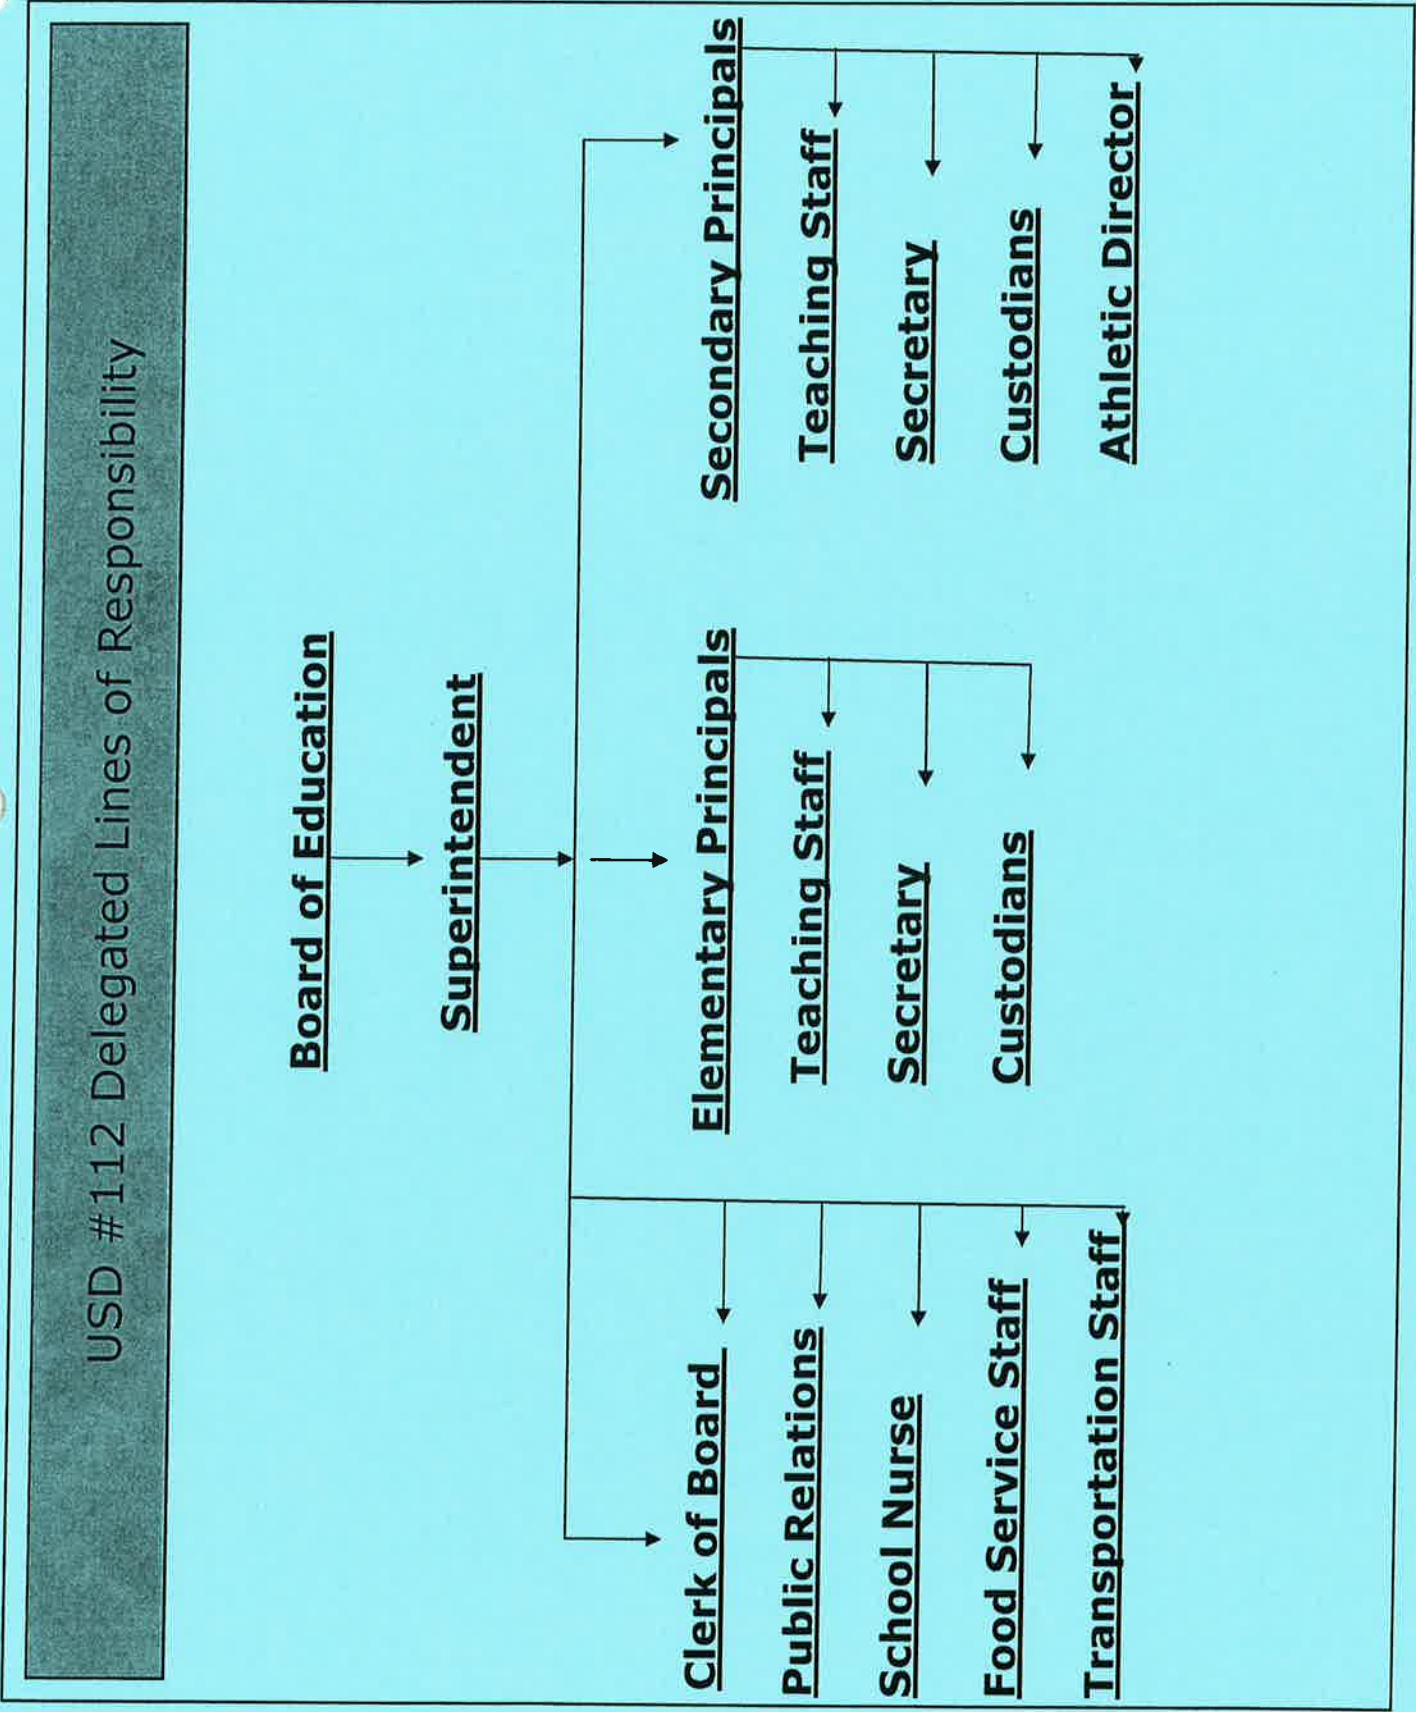 USD #112 Delegated Lines of Responsibility
Board of Education
Superintendent
Clerk of Board
Public Relations
School Nurse
Food Service Staff
Transportation Staff
Elementary Principals
Teaching Staff
Secretary
Custodians
Secondary Principals
Teaching Staff
Secretary
Custodians
Athletic Director